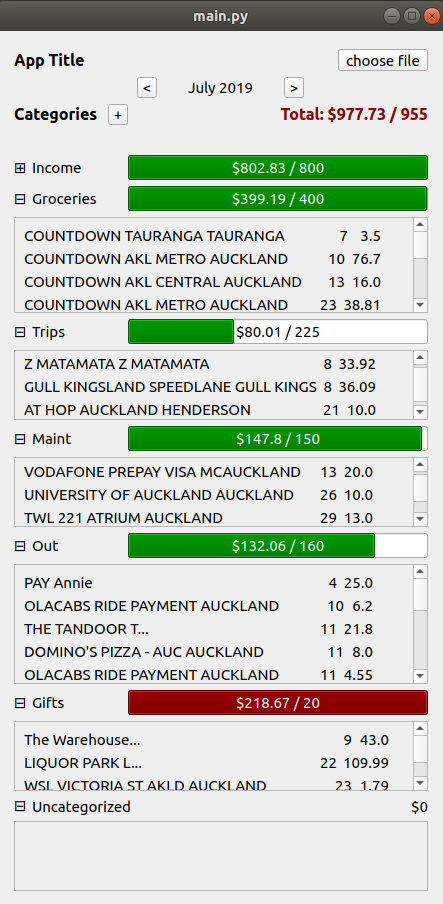 main.py
App Title choose file
< July 2019 >
Categories + Total: $977.73 / 955
Income $802.83 / 800
Groceries $399.19 / 400
COUNTDOWN TAURANGA TAURANGA 7 3.5
COUNTDOWN AKL METRO AUCKLAND 10 76.7
COUNTDOWN AKL CENTRAL AUCKLAND 13 16.0
COUNTDOWN AKL METRO AUCKLAND 23 38.81
Trips $80.01 / 225
Z MATAMATA Z MATAMATA 8 33.92
GULL KINGSLAND SPEEDLANE GULL KINGS 8 36.09
AT HOP AUCKLAND HENDERSON 21 10.0
Maint $147.8 / 150
VODAFONE PREPAY VISA MCAUCKLAND 13 20.0
UNIVERSITY OF AUCKLAND AUCKLAND 26 10.0
TWL 221 ATRIUM AUCKLAND 29 13.0
Out $132.06 / 160
PAY Annie 4 25.0
OLACABS RIDE PAYMENT AUCKLAND 10 6.2
THE TANDOOR T... 11 21.8
DOMINO'S PIZZA - AUC AUCKLAND 11 8.0
OLACABS RIDE PAYMENT AUCKLAND 11 4.55
Gifts $218.67 / 20
The Warehouse... 9 43.0
LIQUOR PARK L... 22 109.99
WSL VICTORIA ST AKLD AUCKLAND 23 1.79
Uncategorized $0